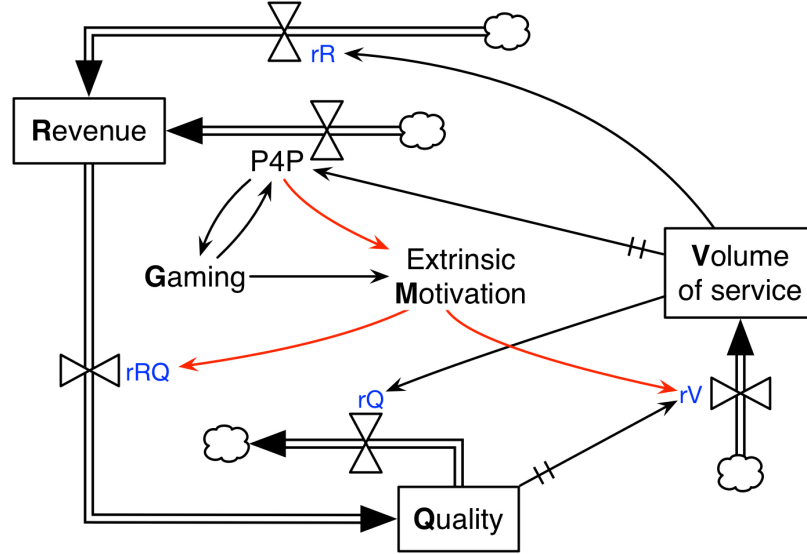 rR
Revenue
P4P
Gaming
Extrinsic
Motivation
Volume
of service
rRQ
rQ
rV
Quality